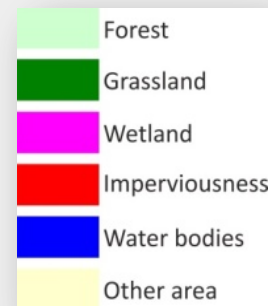 Forest
Grassland
Wetland
Imperviousness
Water bodies
Other area